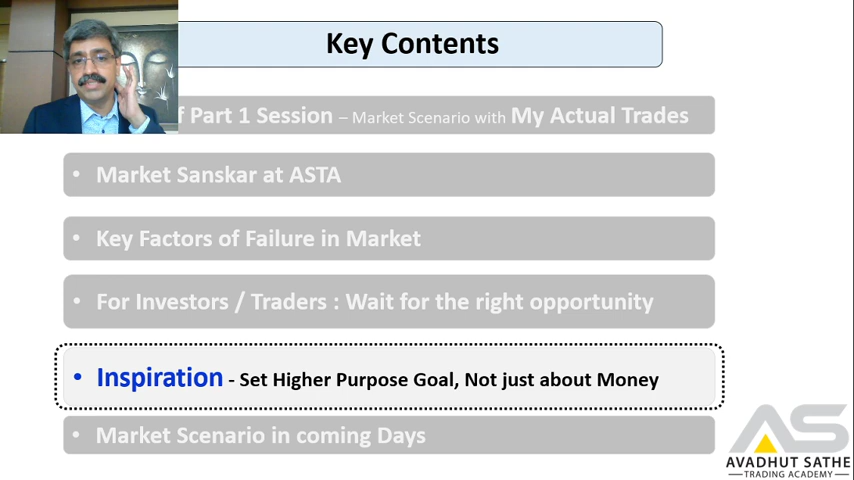 Key Contents
f Part 1 Session – Market Scenario with My Actual Trades
• Market Sanskar at ASTA
• Key Factors of Failure in Market
• For Investors / Traders : Wait for the right opportunity
• Inspiration - Set Higher Purpose Goal, Not just about Money
• Market Scenario in coming Days
AS
AVADHUT SATHE
TRADING ACADEMY